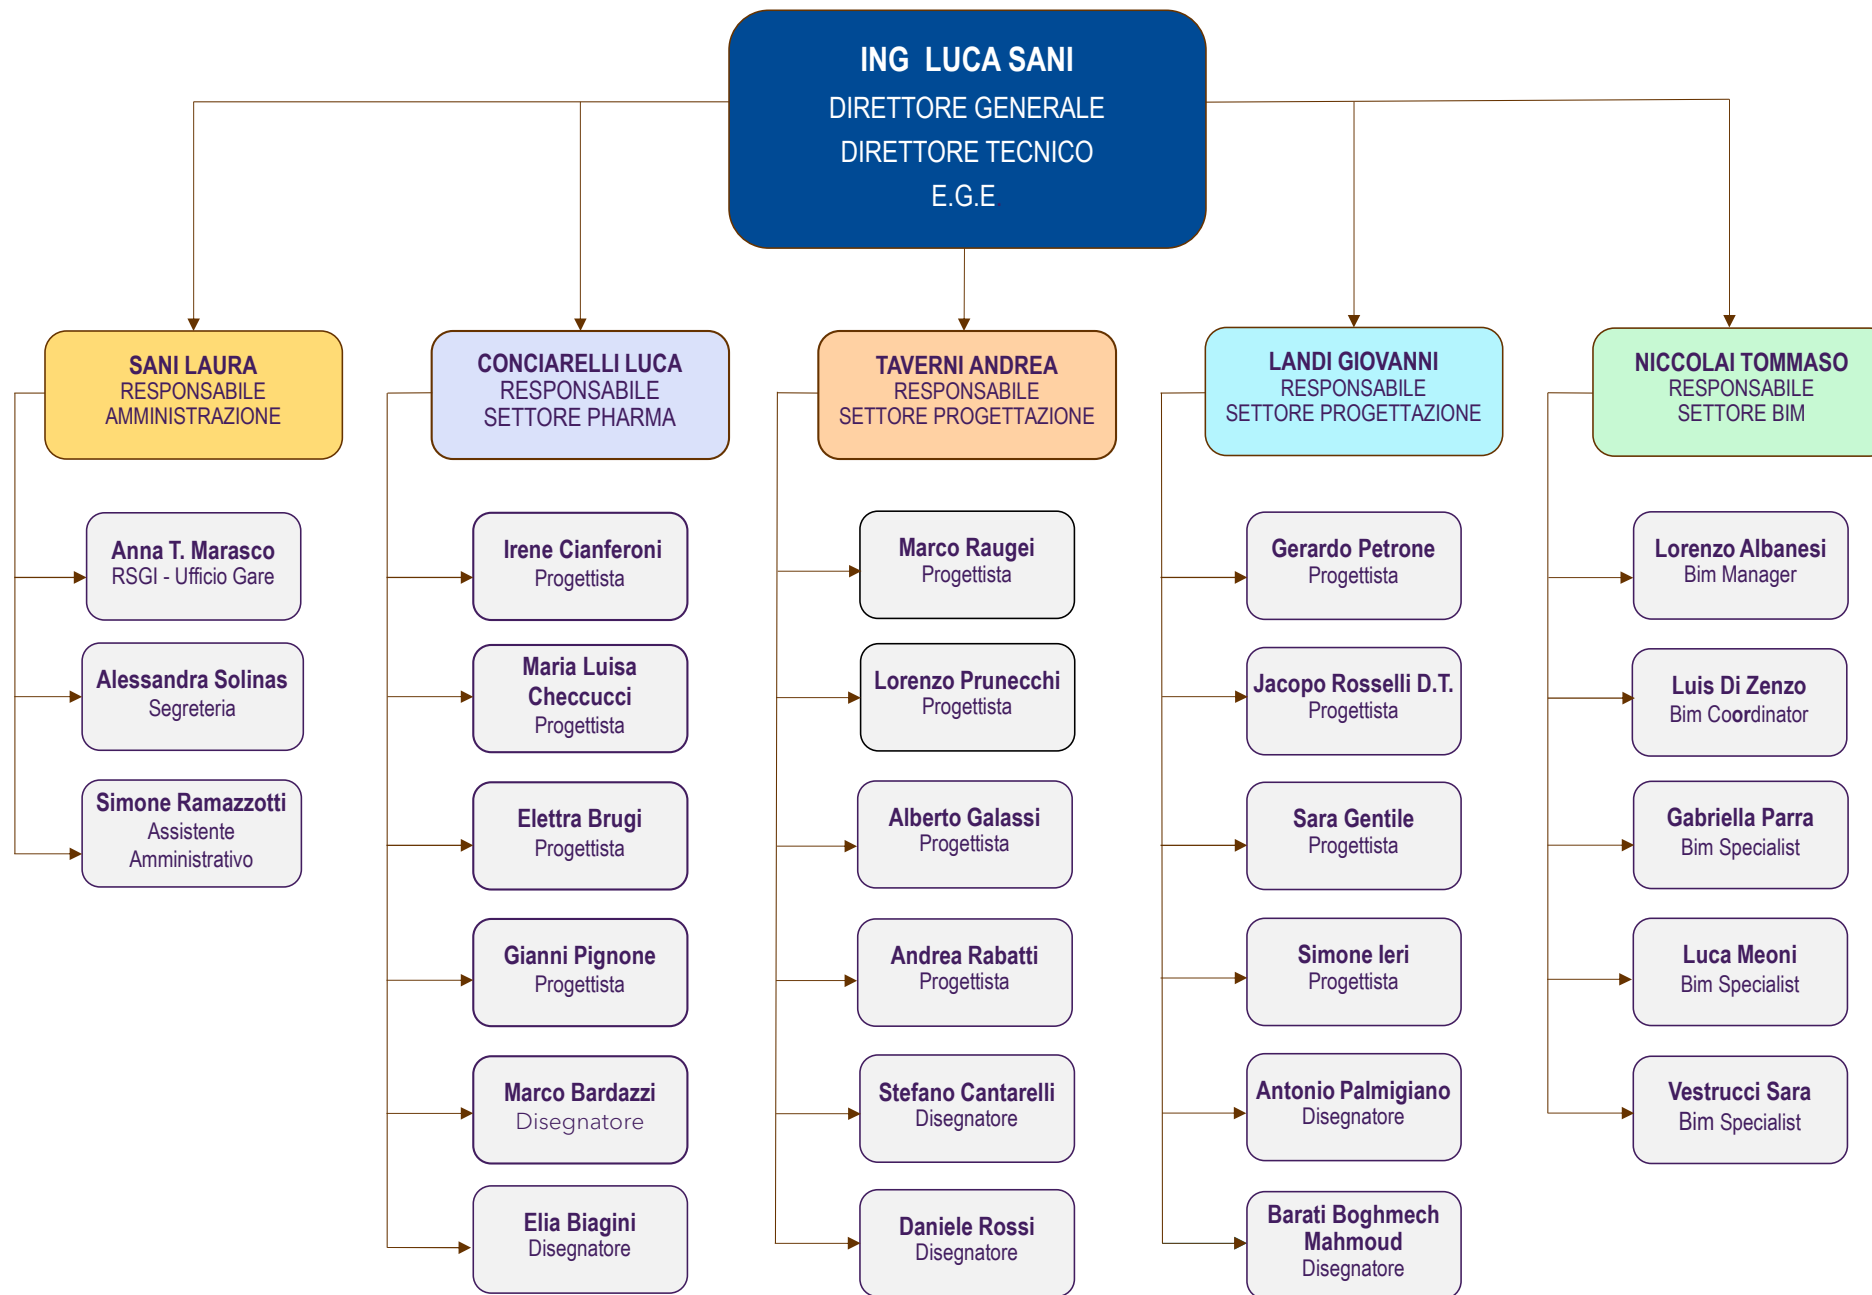 ING LUCA SANI
DIRETTORE GENERALE
DIRETTORE TECNICO
E.G.E
SANI LAURA
RESPONSABILE
AMMINISTRAZIONE
Anna T. Marasco
RSGI - Ufficio Gare
Alessandra Solinas
Segreteria
Simone Ramazzotti
Assistente
Amministrativo
CONCIARELLI LUCA
RESPONSABILE
SETTORE PHARMA
Irene Cianferoni
Progettista
Maria Luisa
Checcucci
Progettista
Elettra Brugi
Progettista
Gianni Pignone
Progettista
Marco Bardazzi
Disegnatore
Elia Biagini
Disegnatore
TAVERNI ANDREA
RESPONSABILE
SETTORE PROGETTAZIONE
Marco Raugei
Progettista
Lorenzo Prunecchi
Progettista
Alberto Galassi
Progettista
Andrea Rabatti
Progettista
Stefano Cantarelli
Disegnatore
Daniele Rossi
Disegnatore
LANDI GIOVANNI
RESPONSABILE
SETTORE PROGETTAZIONE
Gerardo Petrone
Progettista
Jacopo Rosselli D.T.
Progettista
Sara Gentile
Progettista
Simone Ieri
Progettista
Antonio Palmigiano
Disegnatore
Barati Boghmech
Mahmoud
Disegnatore
NICCOLAI TOMMASO
RESPONSABILE
SETTORE BIM
Lorenzo Albanesi
Bim Manager
Luis Di Zenzo
Bim Coordinator
Gabriella Parra
Bim Specialist
Luca Meoni
Bim Specialist
Vestrucci Sara
Bim Specialist